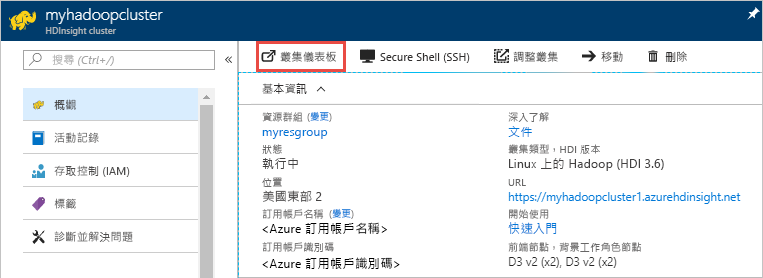 myhadoopcluster
HDInsight cluster
搜尋 (Ctrl+/)
概觀
活動記錄
存取控制 (IAM)
標籤
診斷並解決問題
叢集儀表板 Secure Shell (SSH) 調整叢集 移動 刪除
基本資訊
資源群組 (變更)
myresgroup
狀態
執行中
位置
美國東部 2
訂用帳戶名稱 (變更)
<Azure 訂用帳戶名稱>
訂用帳戶識別碼
<Azure 訂用帳戶識別碼>
深入了解
文件
叢集類型，HDI 版本
Linux 上的 Hadoop (HDI 3.6)
URL
https://myhadoopcluster1.azurehdinsight.net
開始使用
快速入門
前端節點，背景工作角色節點
D3 v2 (x2), D3 v2 (x2)